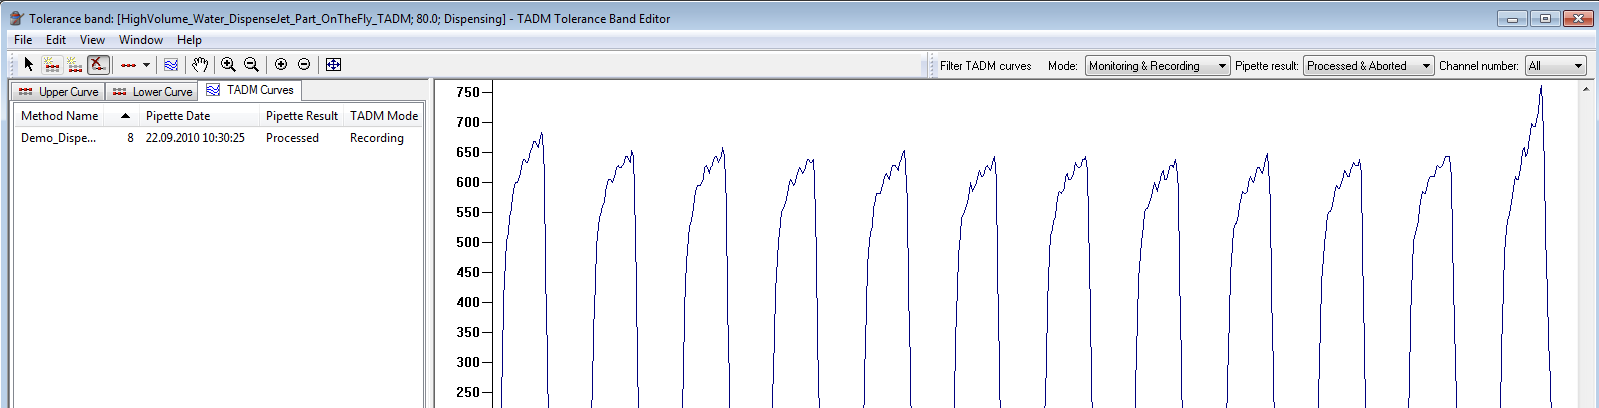 Tolerance band: [HighVolume_Water_DispenseJet_Part_OnTheFly_TADM; 80.0; Dispensing] - TADM Tolerance Band Editor
File Edit View Window Help
Filter TADM curves Mode: Monitoring & Recording Pipette result: Processed & Aborted Channel number: All
Upper Curve Lower Curve TADM Curves
Method Name Pipette Date Pipette Result TADM Mode
Demo_Dispe... 8 22.09.2010 10:30:25 Processed Recording
750
700
650
600
550
500
450
400
350
300
250